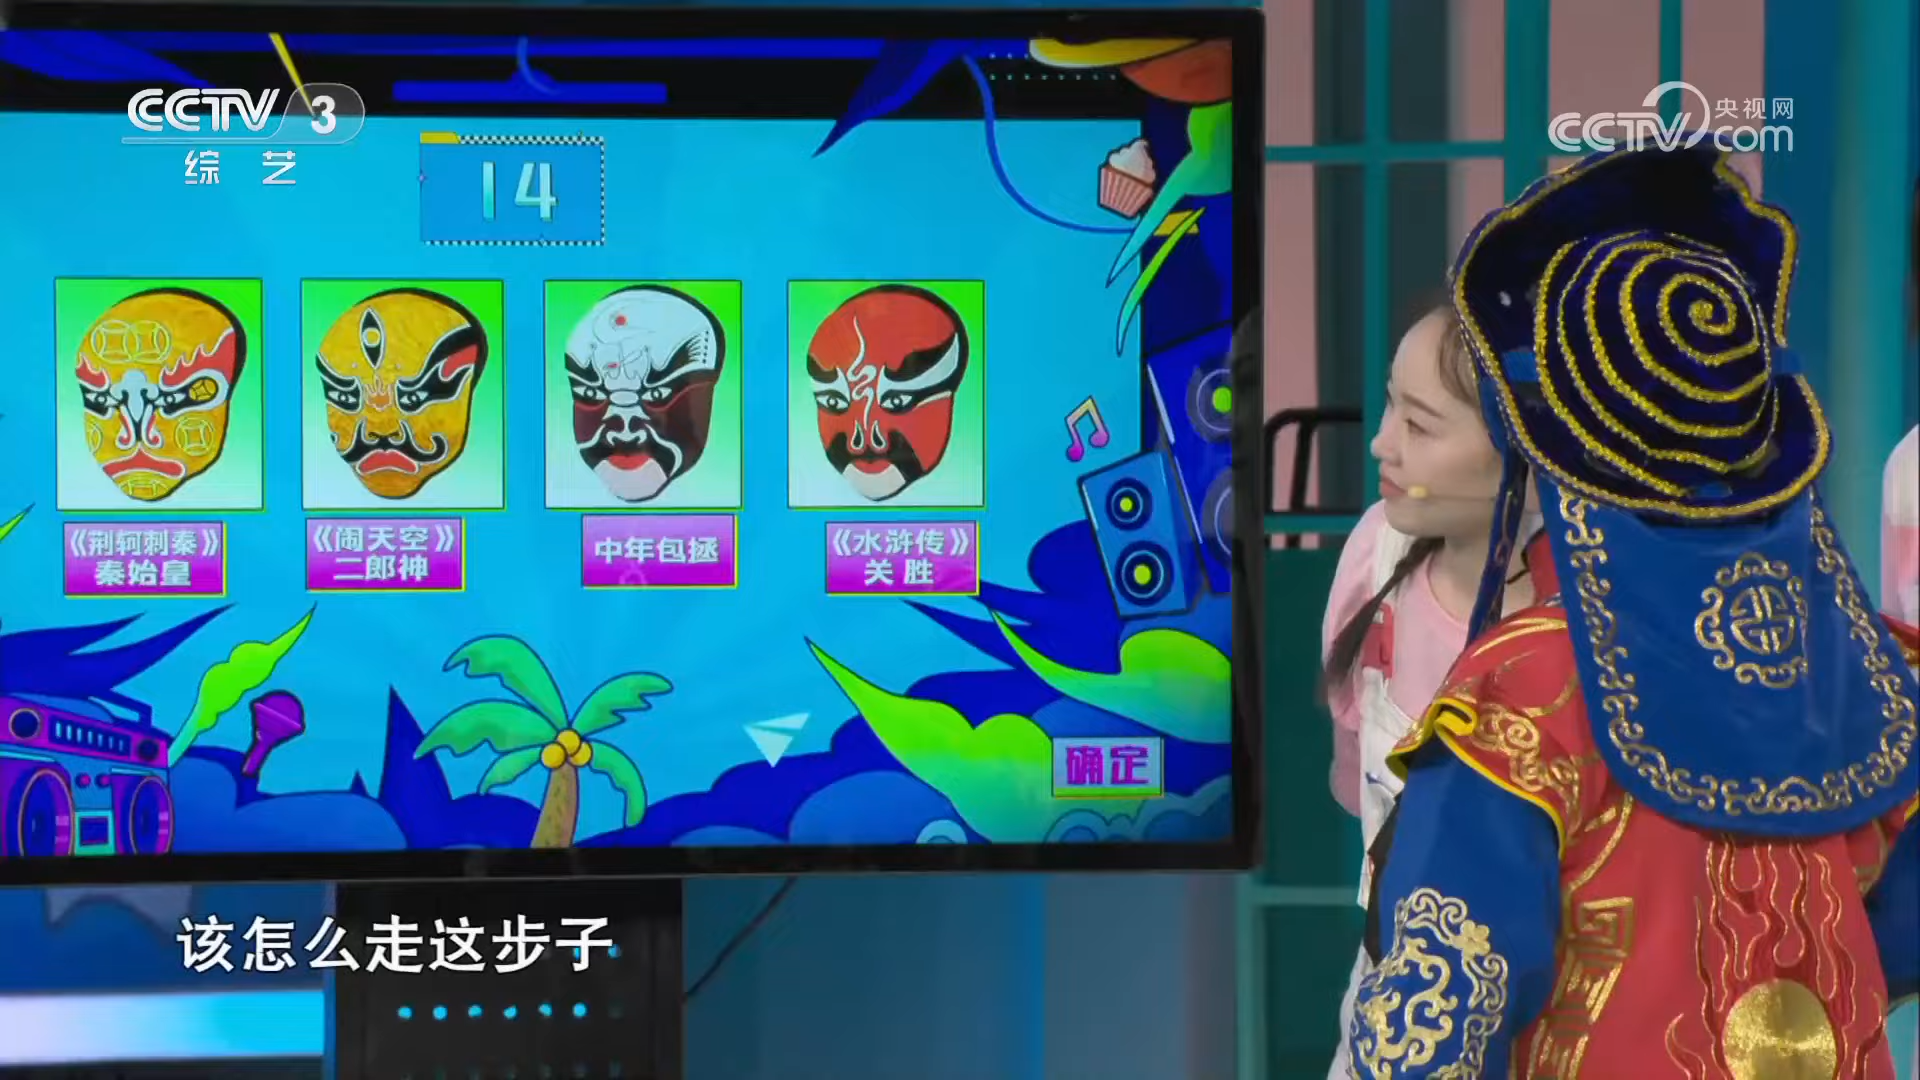 CCTV 3
综艺
央视网
CCTV.com
14
《荆轲刺秦》
秦始皇
《闹天空》
二郎神
中年包拯
《水浒传》
关胜
确定
该怎么走这步子